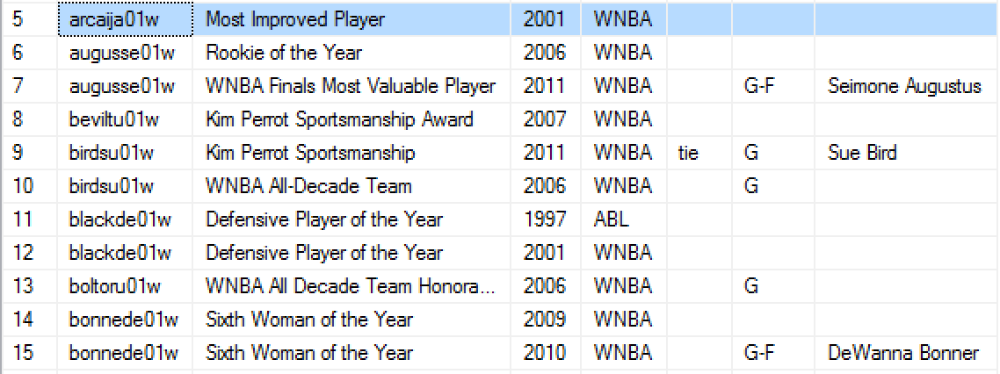 5 arcaija01w Most Improved Player 2001 WNBA
6 augusse01w Rookie of the Year 2006 WNBA
7 augusse01w WNBA Finals Most Valuable Player 2011 WNBA G-F Seimone Augustus
8 beviltu01w Kim Perrot Sportsmanship Award 2007 WNBA
9 birdsu01w Kim Perrot Sportsmanship 2011 WNBA tie G Sue Bird
10 birdsu01w WNBA All-Decade Team 2006 WNBA G
11 blackde01w Defensive Player of the Year 1997 ABL
12 blackde01w Defensive Player of the Year 2001 WNBA
13 boltoru01w WNBA All Decade Team Honora... 2006 WNBA G
14 bonnede01w Sixth Woman of the Year 2009 WNBA
15 bonnede01w Sixth Woman of the Year 2010 WNBA G-F DeWanna Bonner